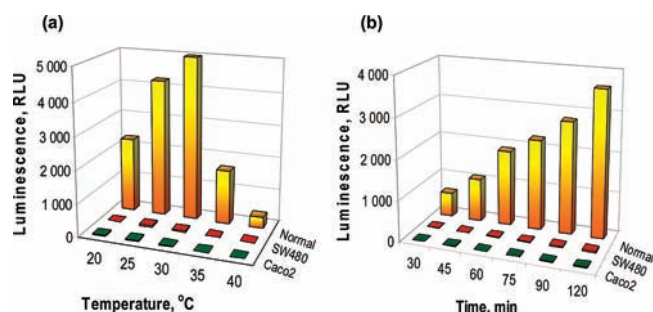 (a)
Luminescence, RLU
5 000
4 000
3 000
2 000
1 000
0
20
25
30
35
40
Normal
SW480
Caco2
Temperature, °C
(b)
Luminescence, RLU
4 000
3 000
2 000
1 000
0
30
45
60
75
90
120
Normal
SW480
Caco2
Time, min